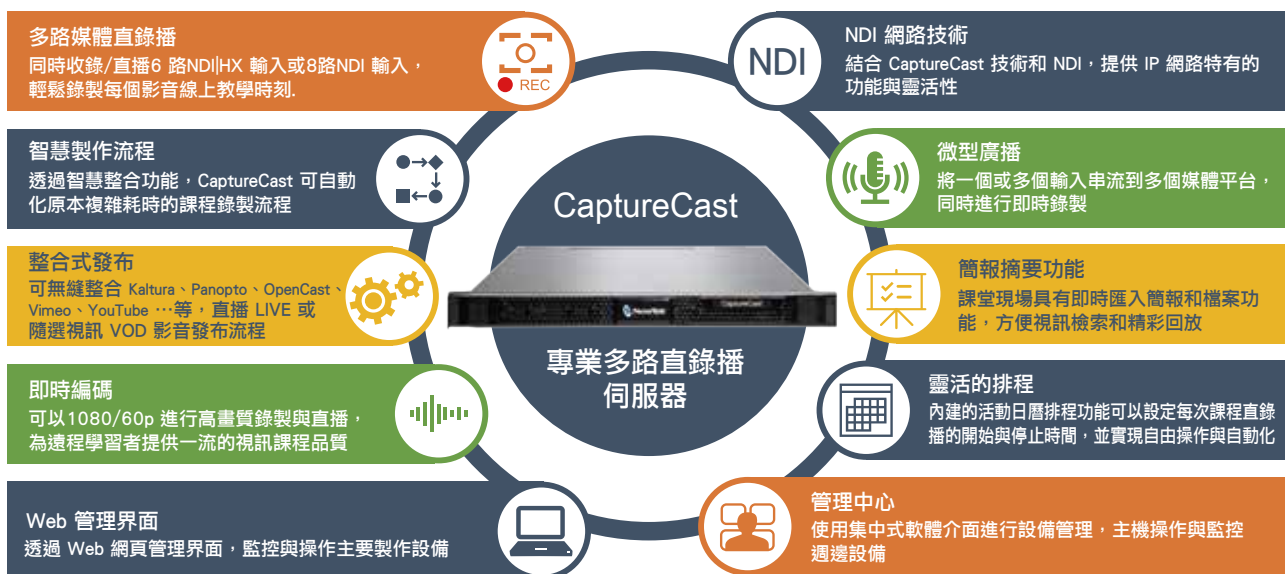 多路媒體直錄播
同時收錄/直播6 路NDI|HX 輸入或8路NDI 輸入，
輕鬆錄製每個影音線上教學時刻.
REC
智慧製作流程
透過智慧整合功能，CaptureCast 可自動
化原本複雜耗時的課程錄製流程
整合式發布
可無縫整合 Kaltura、Panopto、OpenCast、
Vimeo、YouTube …等，直播 LIVE 或
隨選視訊 VOD 影音發布流程
即時編碼
可以1080/60p 進行高畫質錄製與直播，
為遠程學習者提供一流的視訊課程品質
Web 管理界面
透過 Web 網頁管理界面，監控與操作主要製作設備
CaptureCast
CaptureCast
專業多路直錄播
伺服器
NDI
NDI 網路技術
結合 CaptureCast 技術和 NDI，提供 IP 網路特有的
功能與靈活性
微型廣播
將一個或多個輸入串流到多個媒體平台，
同時進行即時錄製
簡報摘要功能
課堂現場具有即時匯入簡報和檔案功
能，方便視訊檢索和精彩回放
靈活的排程
內建的活動日曆排程功能可以設定每次課程直錄
播的開始與停止時間，並實現自由操作與自動化
管理中心
使用集中式軟體介面進行設備管理，主機操作與監控
週邊設備